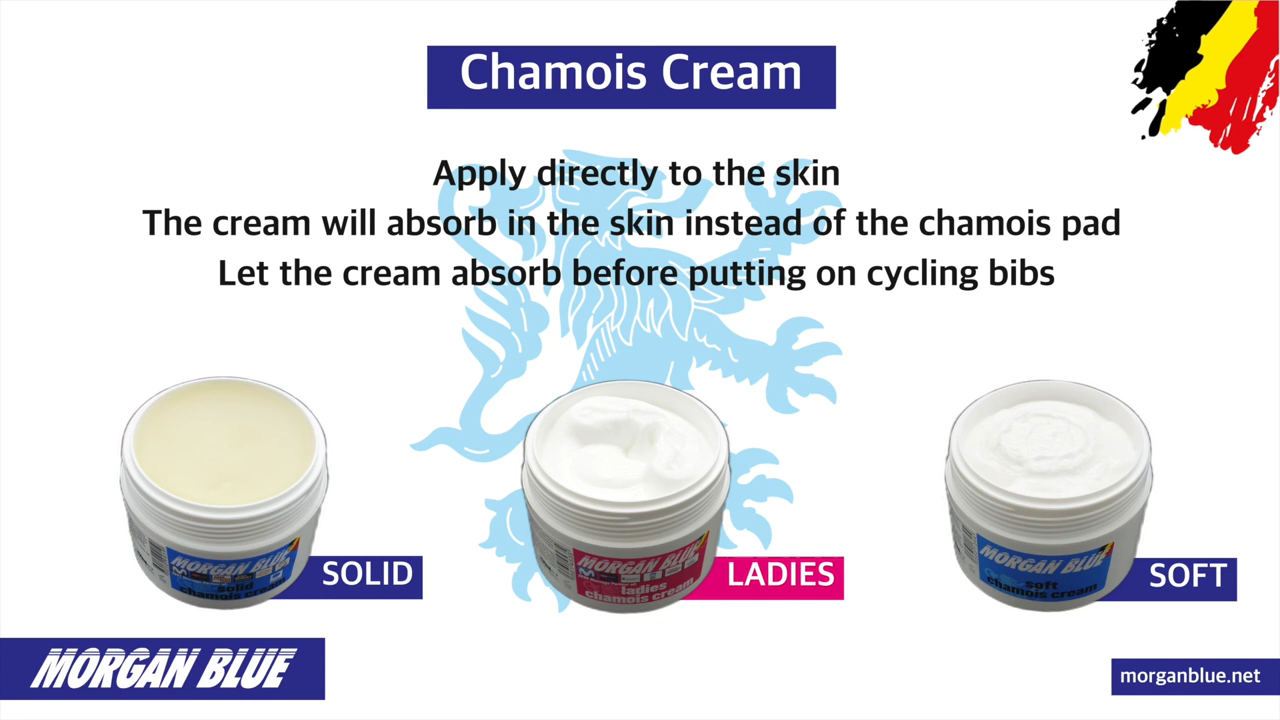 Chamois Cream
Apply directly to the skin
The cream will absorb in the skin instead of the chamois pad
Let the cream absorb before putting on cycling bibs
MORGAN BLUE
solid
chamois cream
SOLID
MORGAN BLUE
ladies
chamois cream
LADIES
MORGAN BLUE
soft
chamois cream
SOFT
MORGAN BLUE
morganblue.net